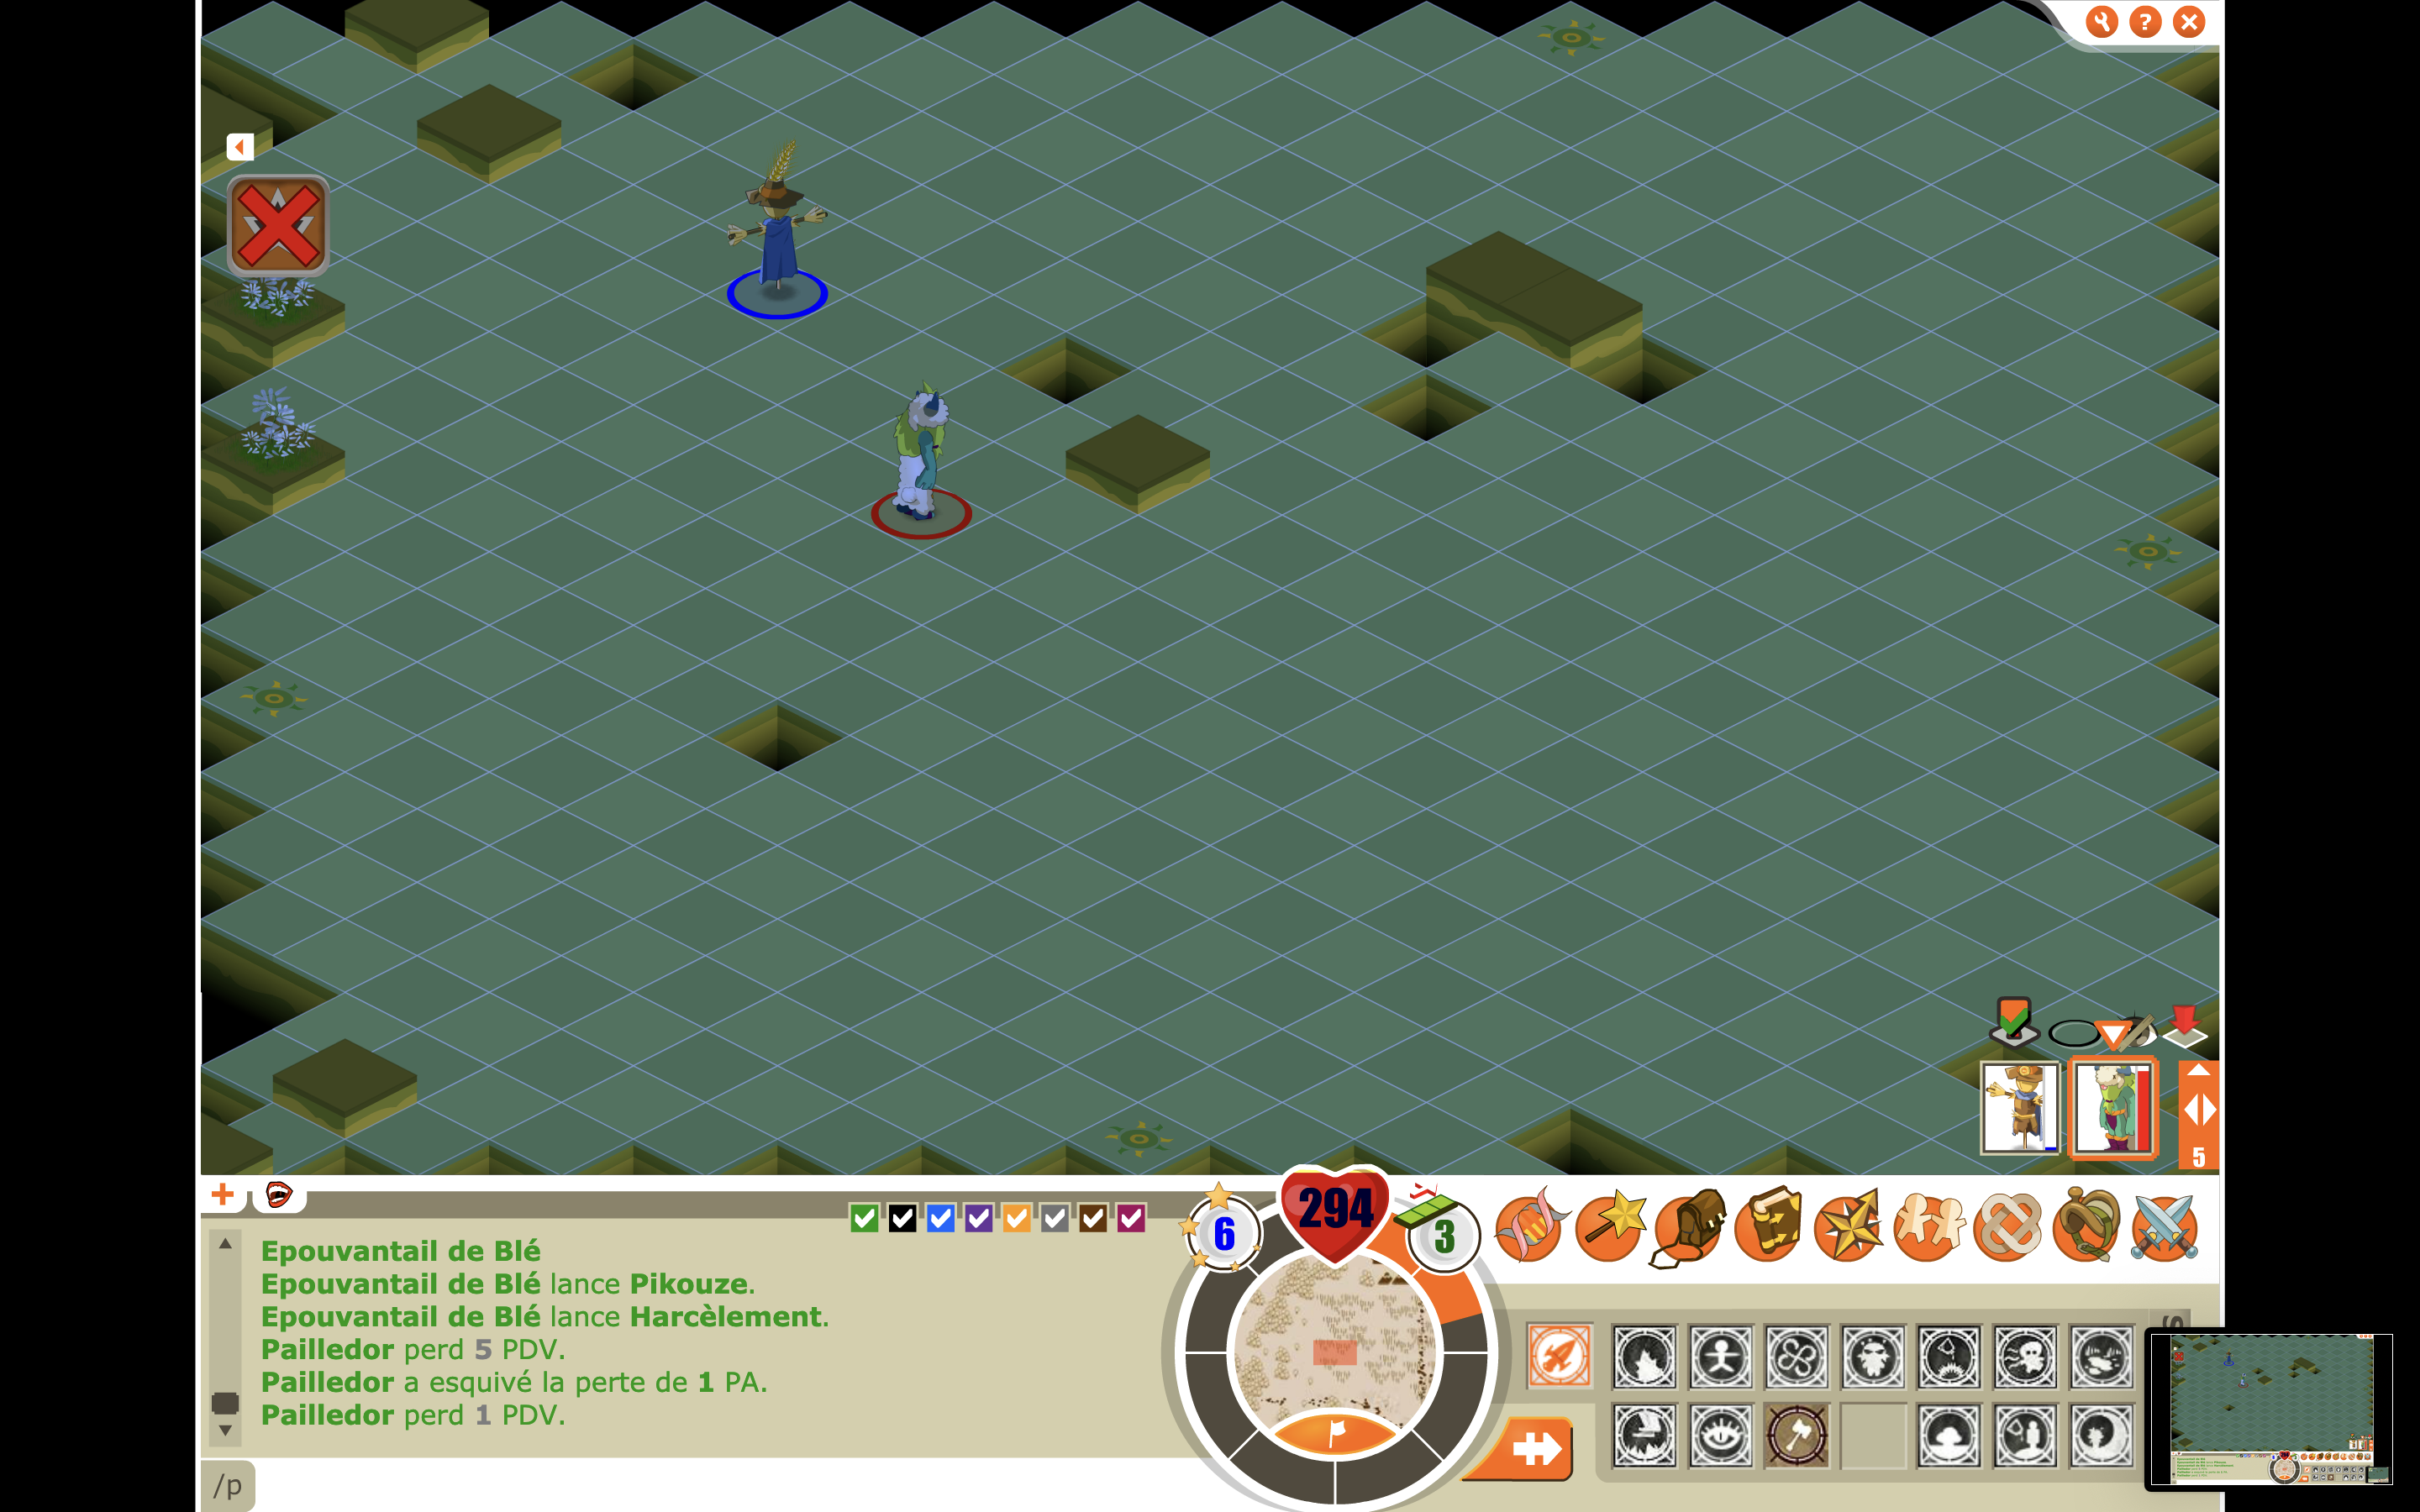 ?
5
6
294
3
Epouvantail de Blé
Epouvantail de Blé lance Pikouze.
Epouvantail de Blé lance Harcèlement.
Pailledor perd 5 PDV.
Pailledor a esquivé la perte de 1 PA.
Pailledor perd 1 PDV.
/p